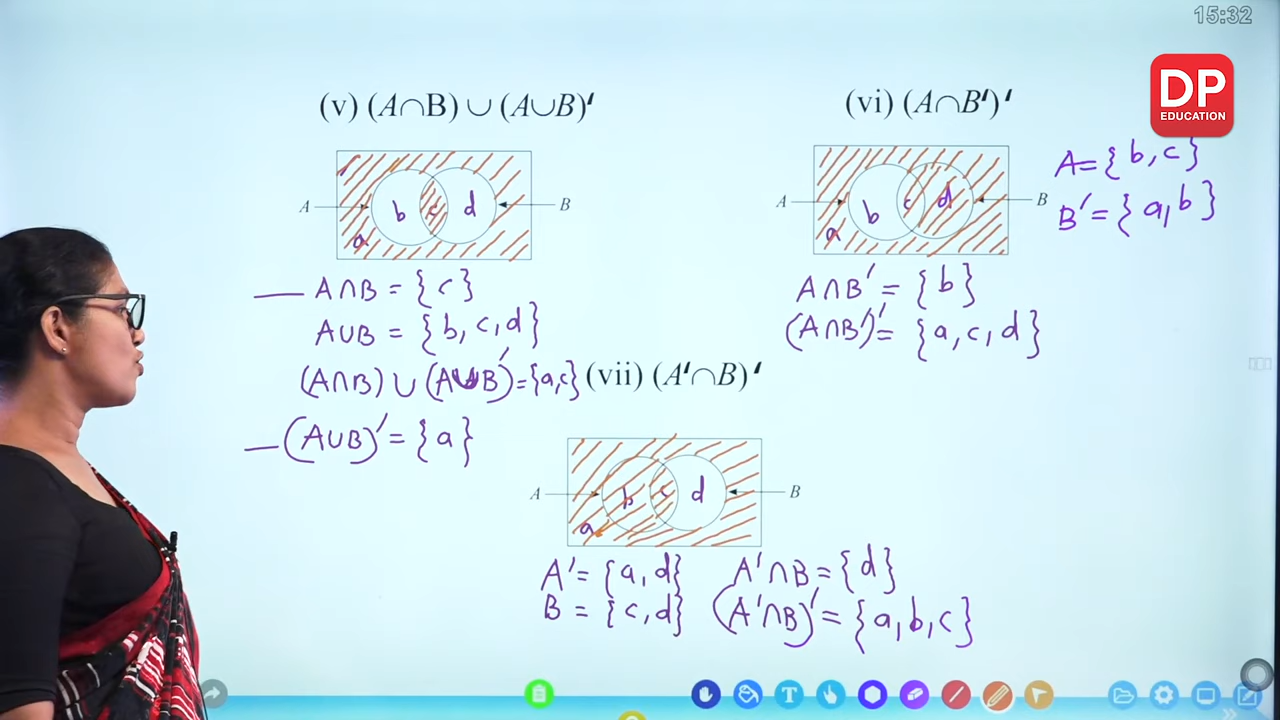 15:32
DP
EDUCATION
(v) (A∩B) ∪ (A∪B)′
A
B
a
b
c
d
A∩B = {c}
A∪B = {b, c, d}
(A∩B) ∪ (A∪B)′ = {a,c}
(A∪B)′ = {a}
(vi) (A∩B′)′
A
B
a
b
c
d
A = {b, c}
B′ = {a, b}
A∩B′ = {b}
(A∩B′)′ = {a, c, d}
(vii) (A′∩B)′
A
B
a
b
c
d
A′ = {a, d}
B = {c, d}
A′∩B = {d}
(A′∩B)′ = {a, b, c}